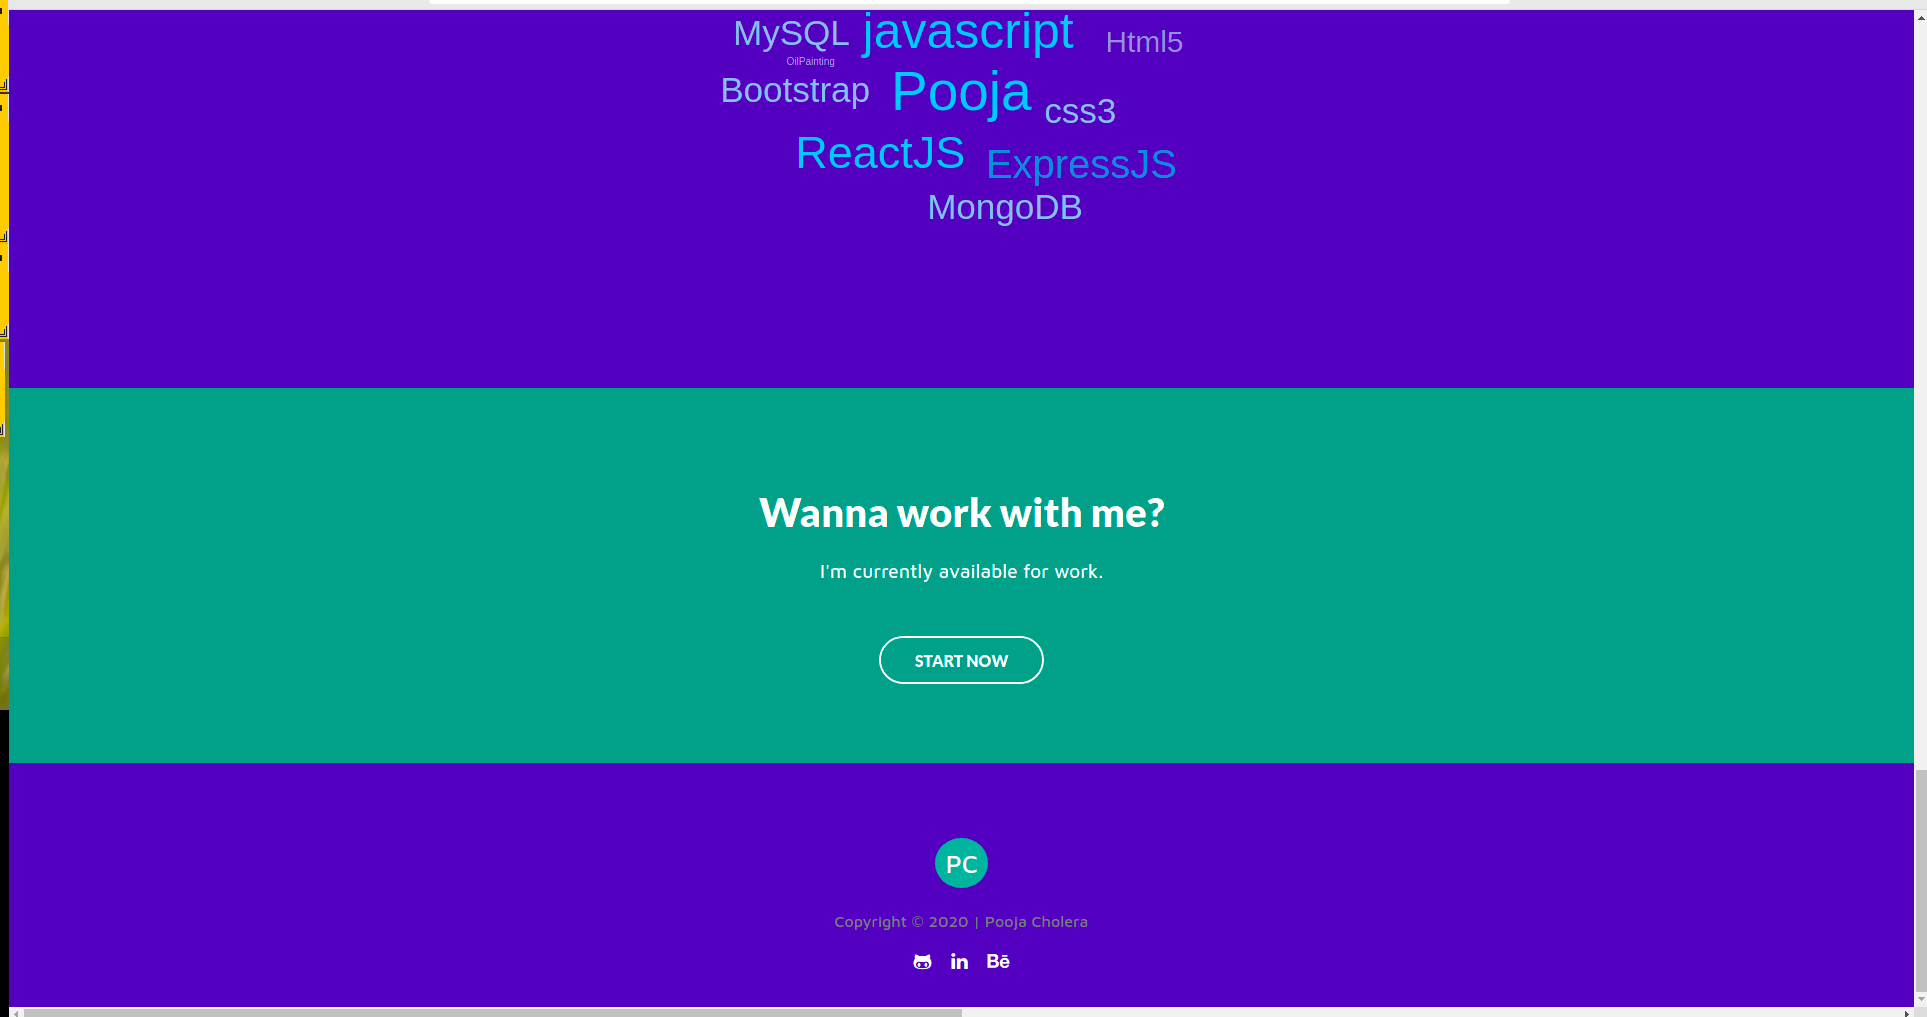 MySQL javascript Html5
OilPainting
Bootstrap Pooja css3
ReactJS ExpressJS
MongoDB
Wanna work with me?
I'm currently available for work.
START NOW
PC
Copyright © 2020 | Pooja Cholera
in Bē